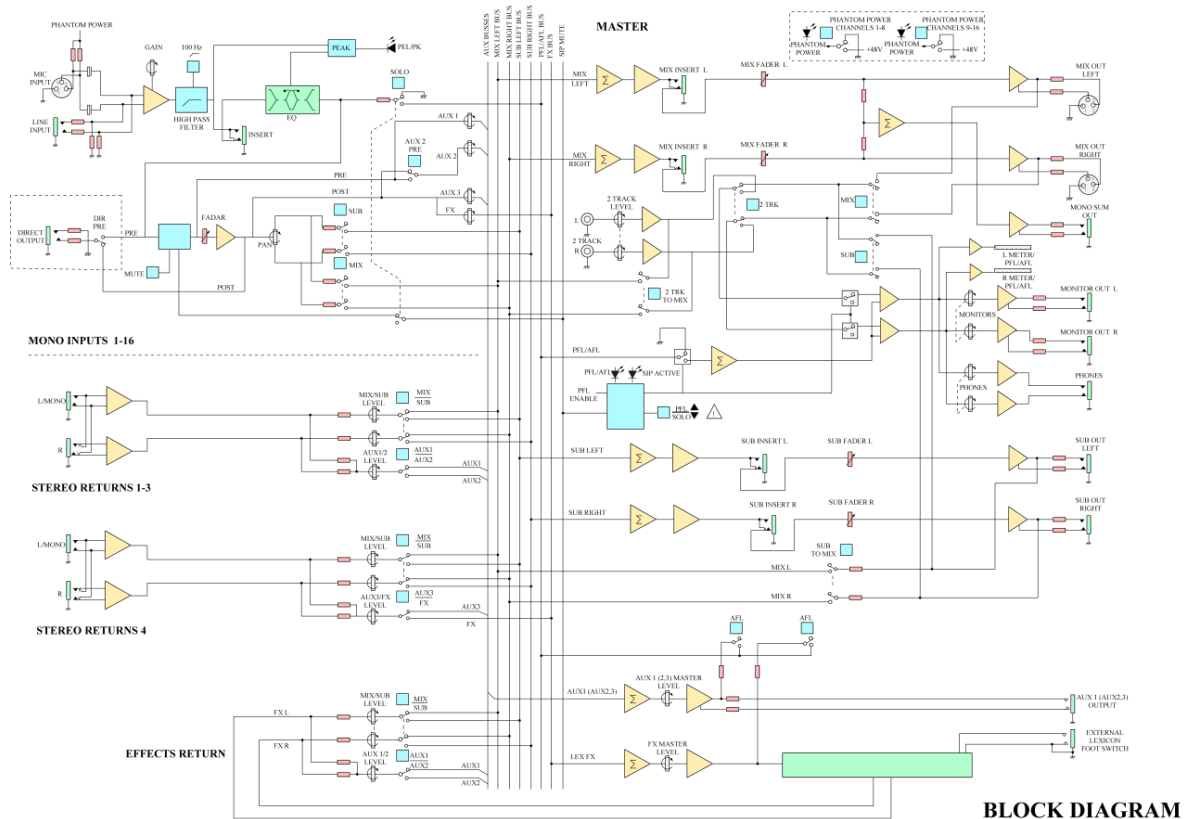 PHANTOM POWER
MIC
INPUT
LINE
INPUT
GAIN
100 Hz
HIGH PASS
FILTER
PEAK
PEL/PK
INSERT
EQ
SOLO
AUX 1
AUX 2
PRE
AUX 2
PRE
POST
AUX 3
FX
DIRECT
OUTPUT
DIR
PRE
PRE
MUTE
FADAR
PAN
SUB
MIX
POST
MONO INPUTS 1-16
AUX BUSSES
MIX LEFT BUS
MIX RIGHT BUS
SUB LEFT BUS
SUB RIGHT BUS
PFL/AFL BUS
FX BUS
SIP MUTE
MASTER
PHANTOM POWER
CHANNELS 1-8
PHANTOM
POWER
+48V
PHANTOM POWER
CHANNELS 9-16
PHANTOM
POWER
+48V
MIX
LEFT
Σ
MIX INSERT L
MIX FADER L
MIX OUT
LEFT
Σ
MIX
RIGHT
Σ
MIX INSERT R
MIX FADER R
MIX OUT
RIGHT
2 TRACK
LEVEL
L
2 TRACK
R
2 TRK
MIX
SUB
MONO SUM
OUT
L METER/
PFL/AFL
R METER/
PFL/AFL
2 TRK
TO MIX
MONITOR OUT L
MONITORS
MONITOR OUT R
PHONES
PHONES
PFL/AFL
Σ
PFL/AFL
SIP ACTIVE
PFL
ENABLE
PFL
SOLO
L/MONO
R
MIX/SUB
LEVEL
MIX
SUB
AUX1/2
LEVEL
AUX1
AUX2
AUX1
AUX2
STEREO RETURNS 1-3
SUB LEFT
Σ
SUB INSERT L
SUB FADER L
SUB OUT
LEFT
SUB RIGHT
Σ
SUB INSERT R
SUB FADER R
SUB OUT
RIGHT
SUB
TO MIX
MIX L
MIX R
L/MONO
R
MIX/SUB
LEVEL
MIX
SUB
AUX3/FX
LEVEL
AUX3
FX
AUX3
FX
STEREO RETURNS 4
AFL
AFL
AUX1 (AUX2,3)
Σ
AUX 1 (2,3) MASTER
LEVEL
AUX 1 (AUX2,3)
OUTPUT
EFFECTS RETURN
FX L
FX R
MIX/SUB
LEVEL
MIX
SUB
AUX 1/2
LEVEL
AUX1
AUX2
AUX1
AUX2
LEX FX
Σ
FX MASTER
LEVEL
EXTERNAL
LEXICON
FOOT SWITCH
BLOCK DIAGRAM